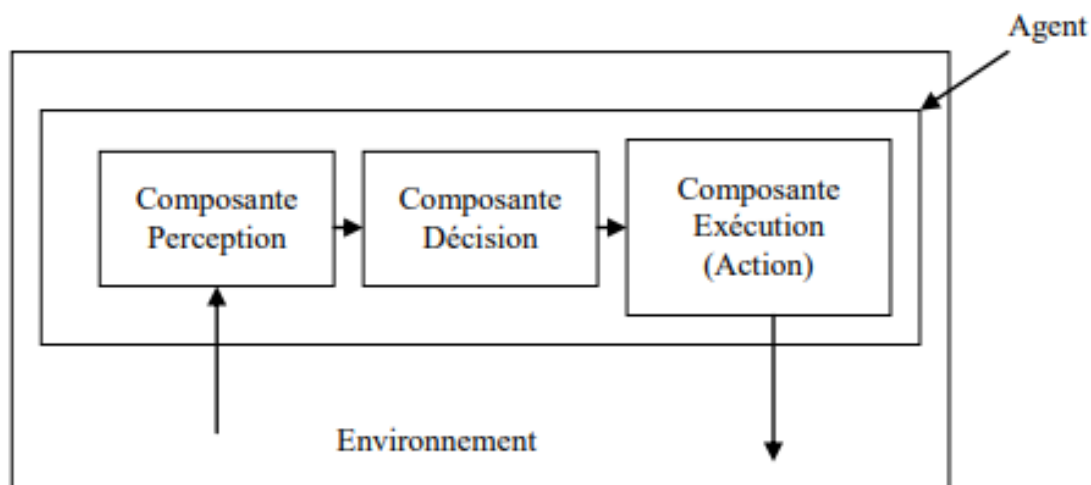 Agent
Composante
Perception
Composante
Décision
Composante
Exécution
(Action)
Environnement